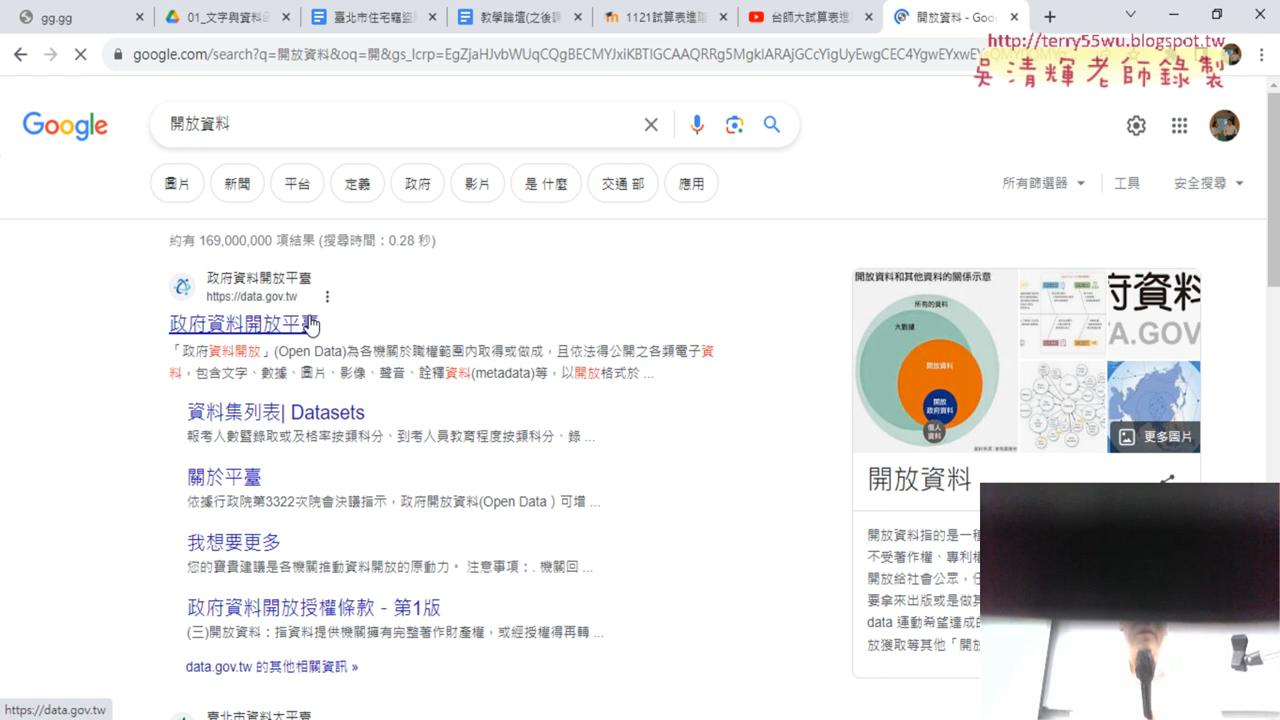 gg.gg
01_文字與資料函
臺北市住宅竊盜
教學論壇(之後課
1121試算表進階
台師大試算表進
開放資料 - Goo
google.com/search?q=開放資料&oq=開&gs_lcrp=EgZaHJvbWUqCQgBECMYJxiKBTIGCAAQRRg5MgkIARAjGCcYigUyEwgCEC4YgwEYxwEY
http://terry55wu.blogspot.tw
吳清輝老師錄製
Google
開放資料
圖片
新聞
平台
定義
政府
影片
是 什麼
交通 部
應用
所有篩選器
工具
安全搜尋
約有 169,000,000 項結果 (搜尋時間：0.28 秒)
政府資料開放平臺
https://data.gov.tw
政府資料開放平臺
「政府資料開放」(Open Data)為各機關於職權範圍內取得或做成，且依法得公開之各類電子資
料，包含文字、數據、圖片、影像、聲音、詮釋資料(metadata)等，以開放格式於 ...
資料集列表| Datasets
報考人數暨錄取或及格率按類科分、到考人員教育程度按類科分、錄 ...
關於平臺
依據行政院第3322次院會決議指示，政府開放資料(Open Data ) 可增 ...
我想要更多
您的寶貴建議是各機關推動資料開放的原動力。 注意事項：. 機關回 ...
政府資料開放授權條款 - 第1版
(三)開放資料：指資料提供機關擁有完整著作財產權，或經授權得再轉 ...
data.gov.tw 的其他相關資訊 »
臺北市資料大平臺
開放資料和其他資料的關係示意
所有的資料
大數據
開放資料
開放
政府資料
個人
資料
府資料
A.GOV
更多圖片
開放資料
開放資料指的是一種
不受著作權、專利權
開放給社會公眾，任
要拿來出版或是做其
data 運動希望達成的
放獲取等其他「開放
https://data.gov.tw